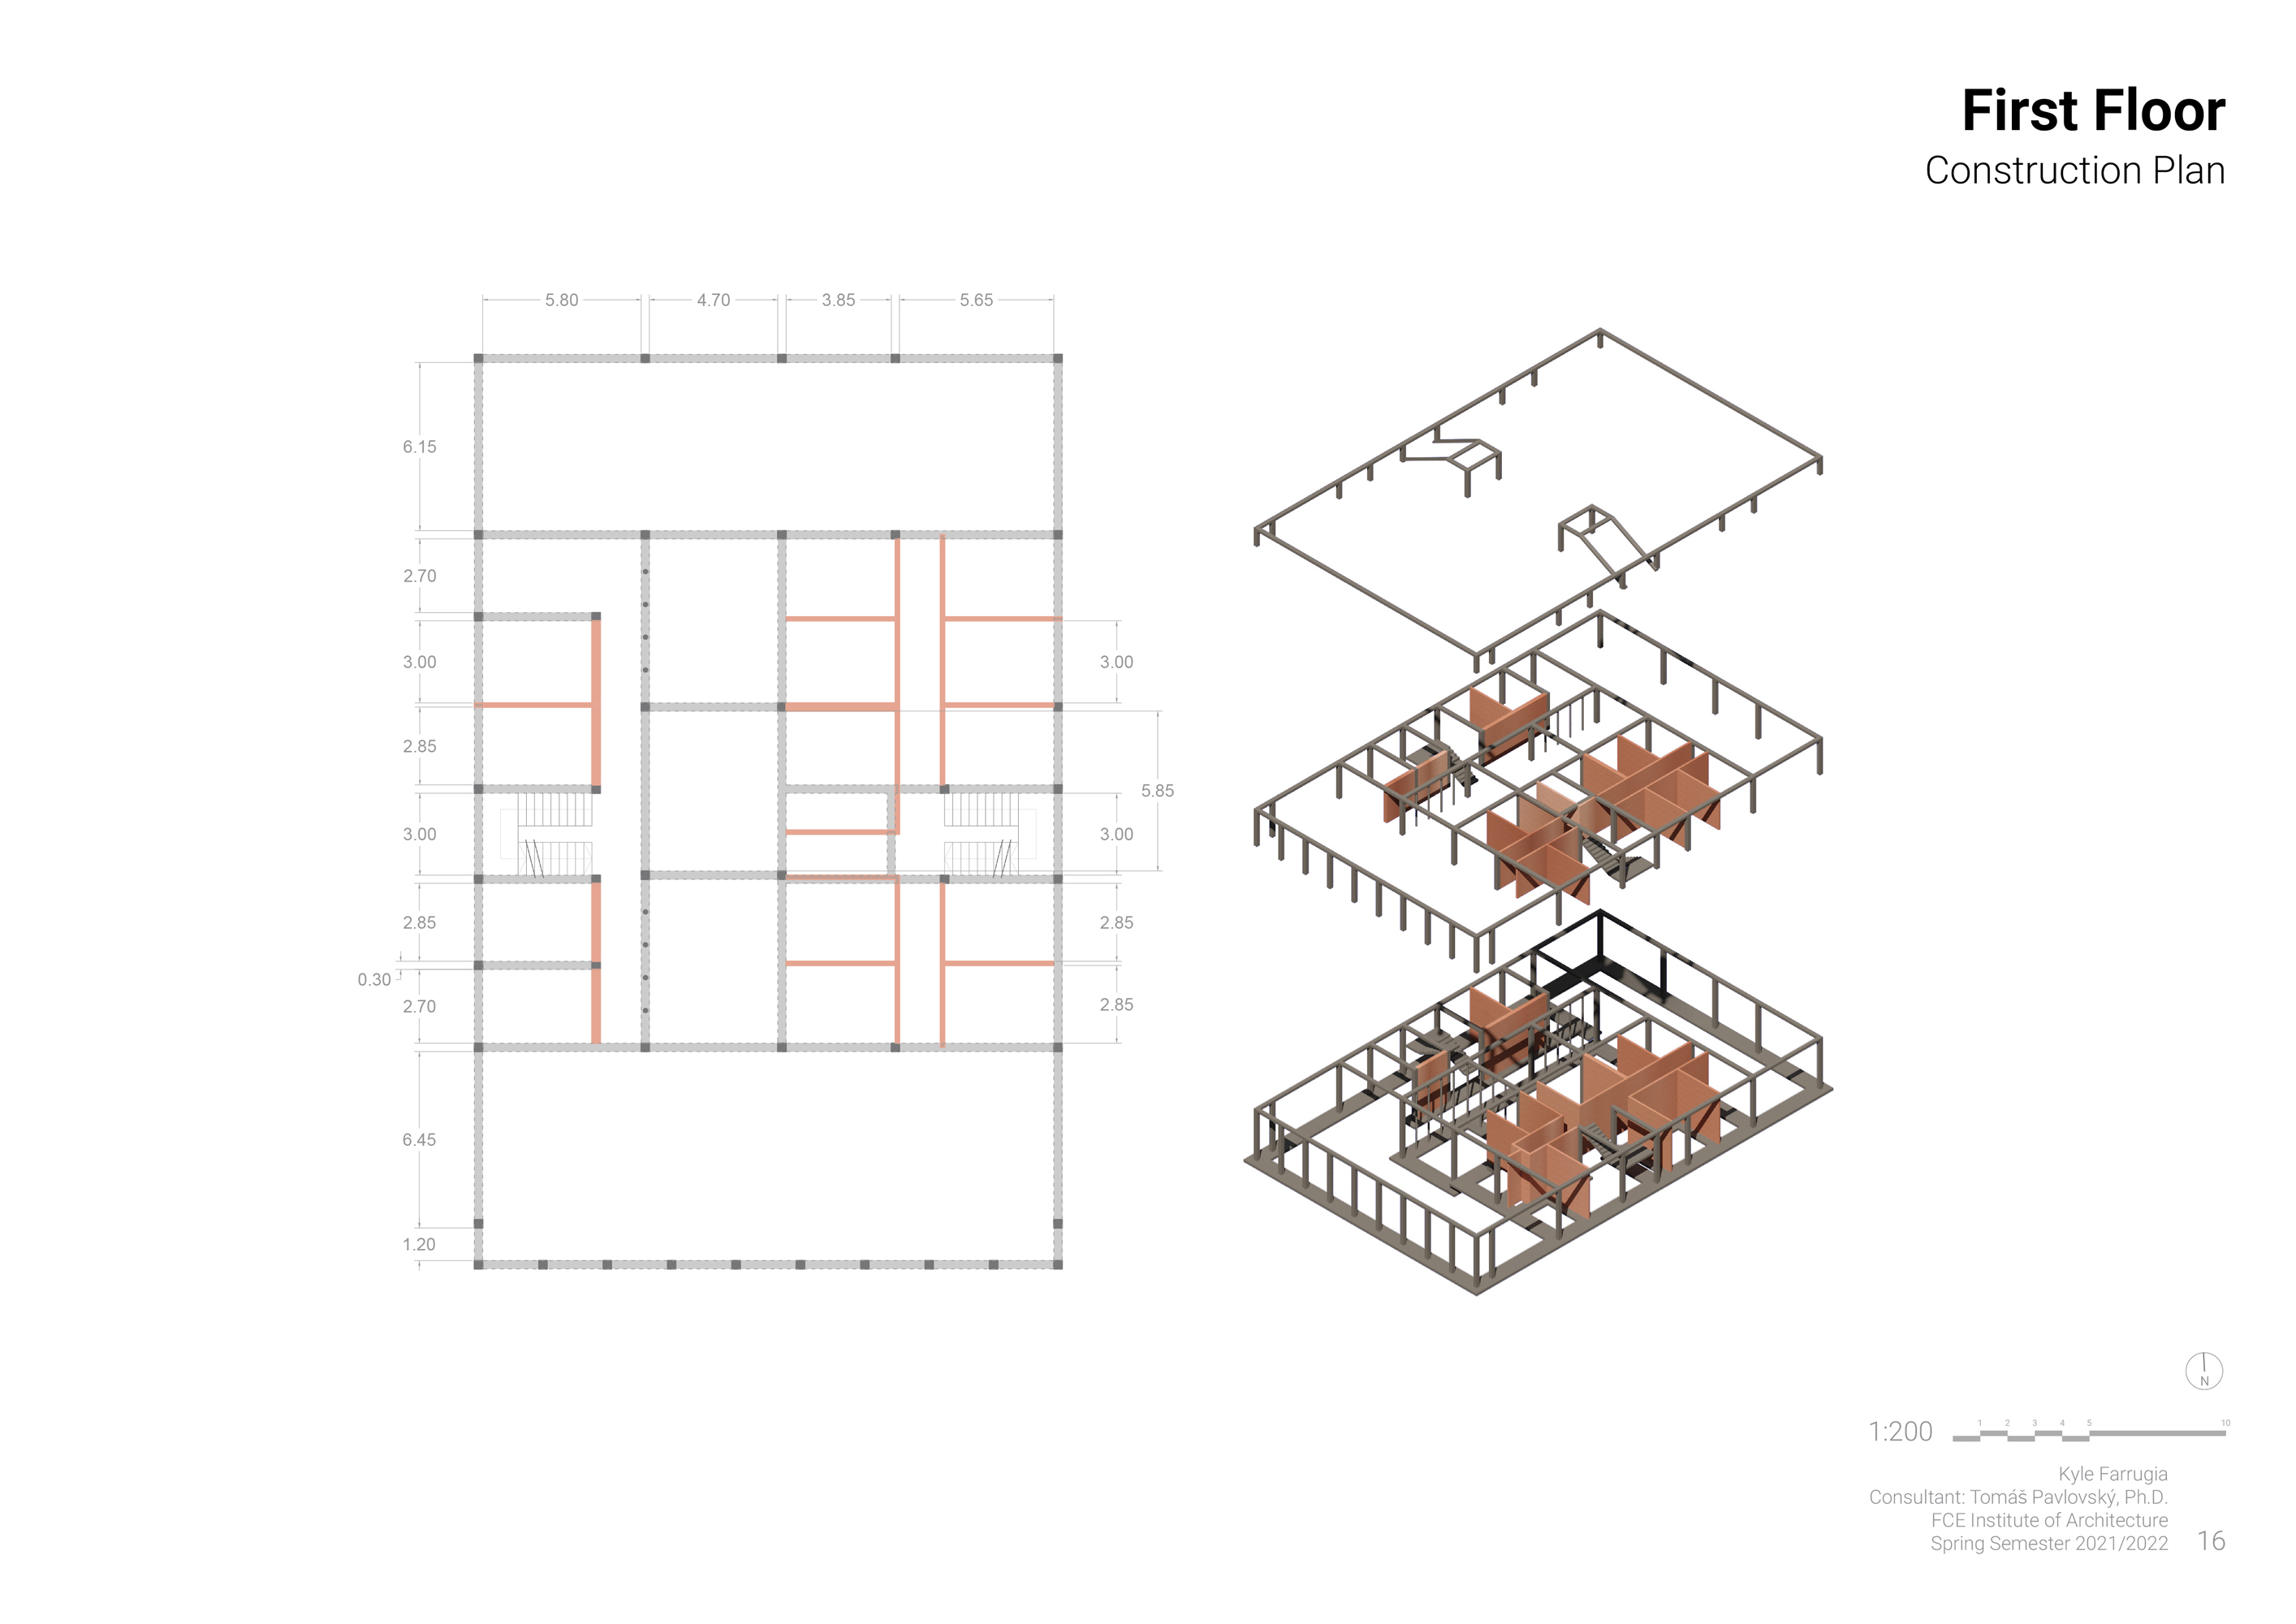 First Floor
Construction Plan
5.80
4.70
3.85
5.65
6.15
2.70
3.00
3.00
2.85
5.85
3.00
3.00
2.85
2.85
0.30
2.70
2.85
6.45
1.20
N
1:200
1 2 3 4 5 10
Kyle Farrugia
Consultant: Tomáš Pavlovský, Ph.D.
FCE Institute of Architecture
Spring Semester 2021/2022
16